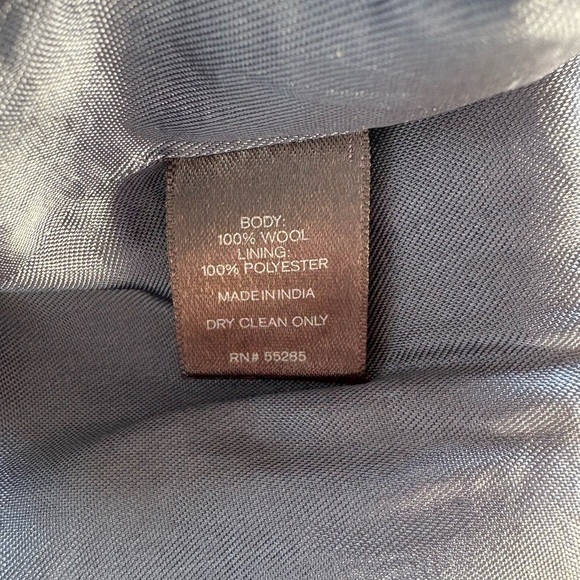 BODY:
100% WOOL
LINING:
100% POLYESTER
MADE IN INDIA
DRY CLEAN ONLY
RN# 55285